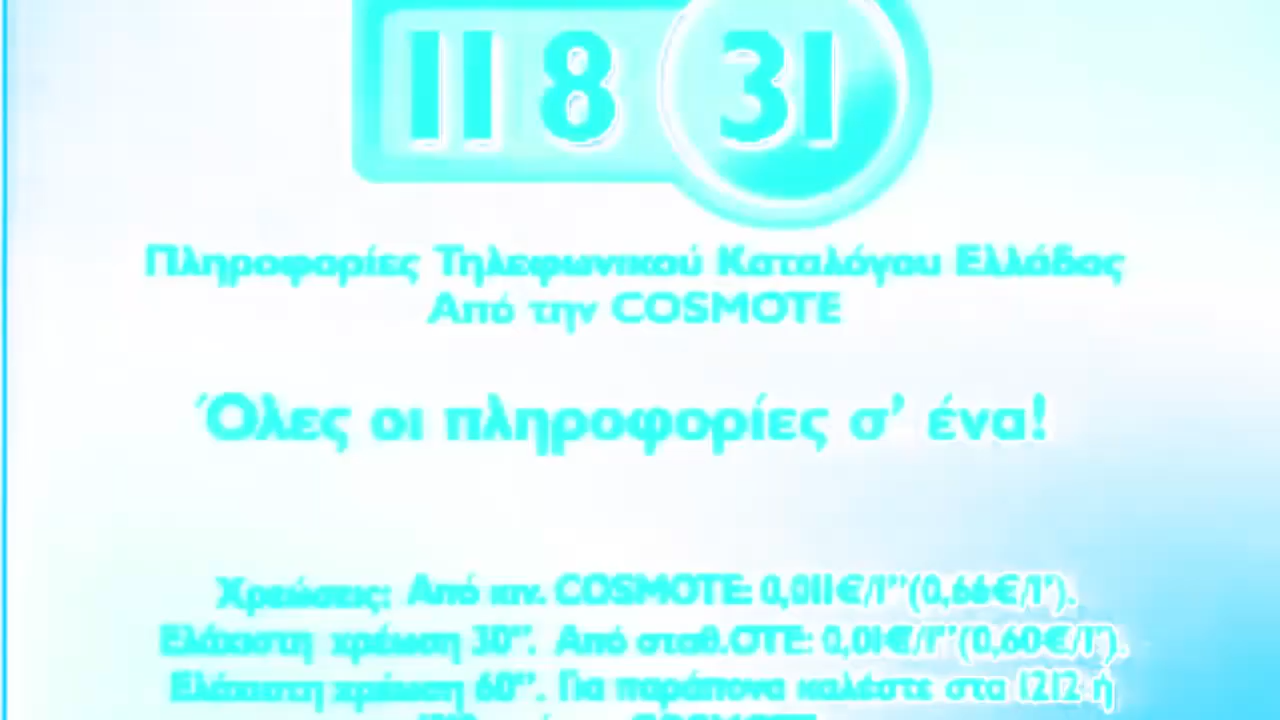 11 8 31
Πληροφορίες Τηλεφωνικού Καταλόγου Ελλάδος
Από την COSMOTE
Όλες οι πληροφορίες σ' ένα!
Χρεώσεις: Από κιν. COSMOTE: 0,011€/1"(0,66€/1').
Ελάχιστη χρέωση 30". Από σταθ.ΟΤΕ: 0,01€/1"(0,60€/1').
Ελάχιστη χρέωση 60". Για παράπονα καλέστε στα 1212 ή
COSMOTE